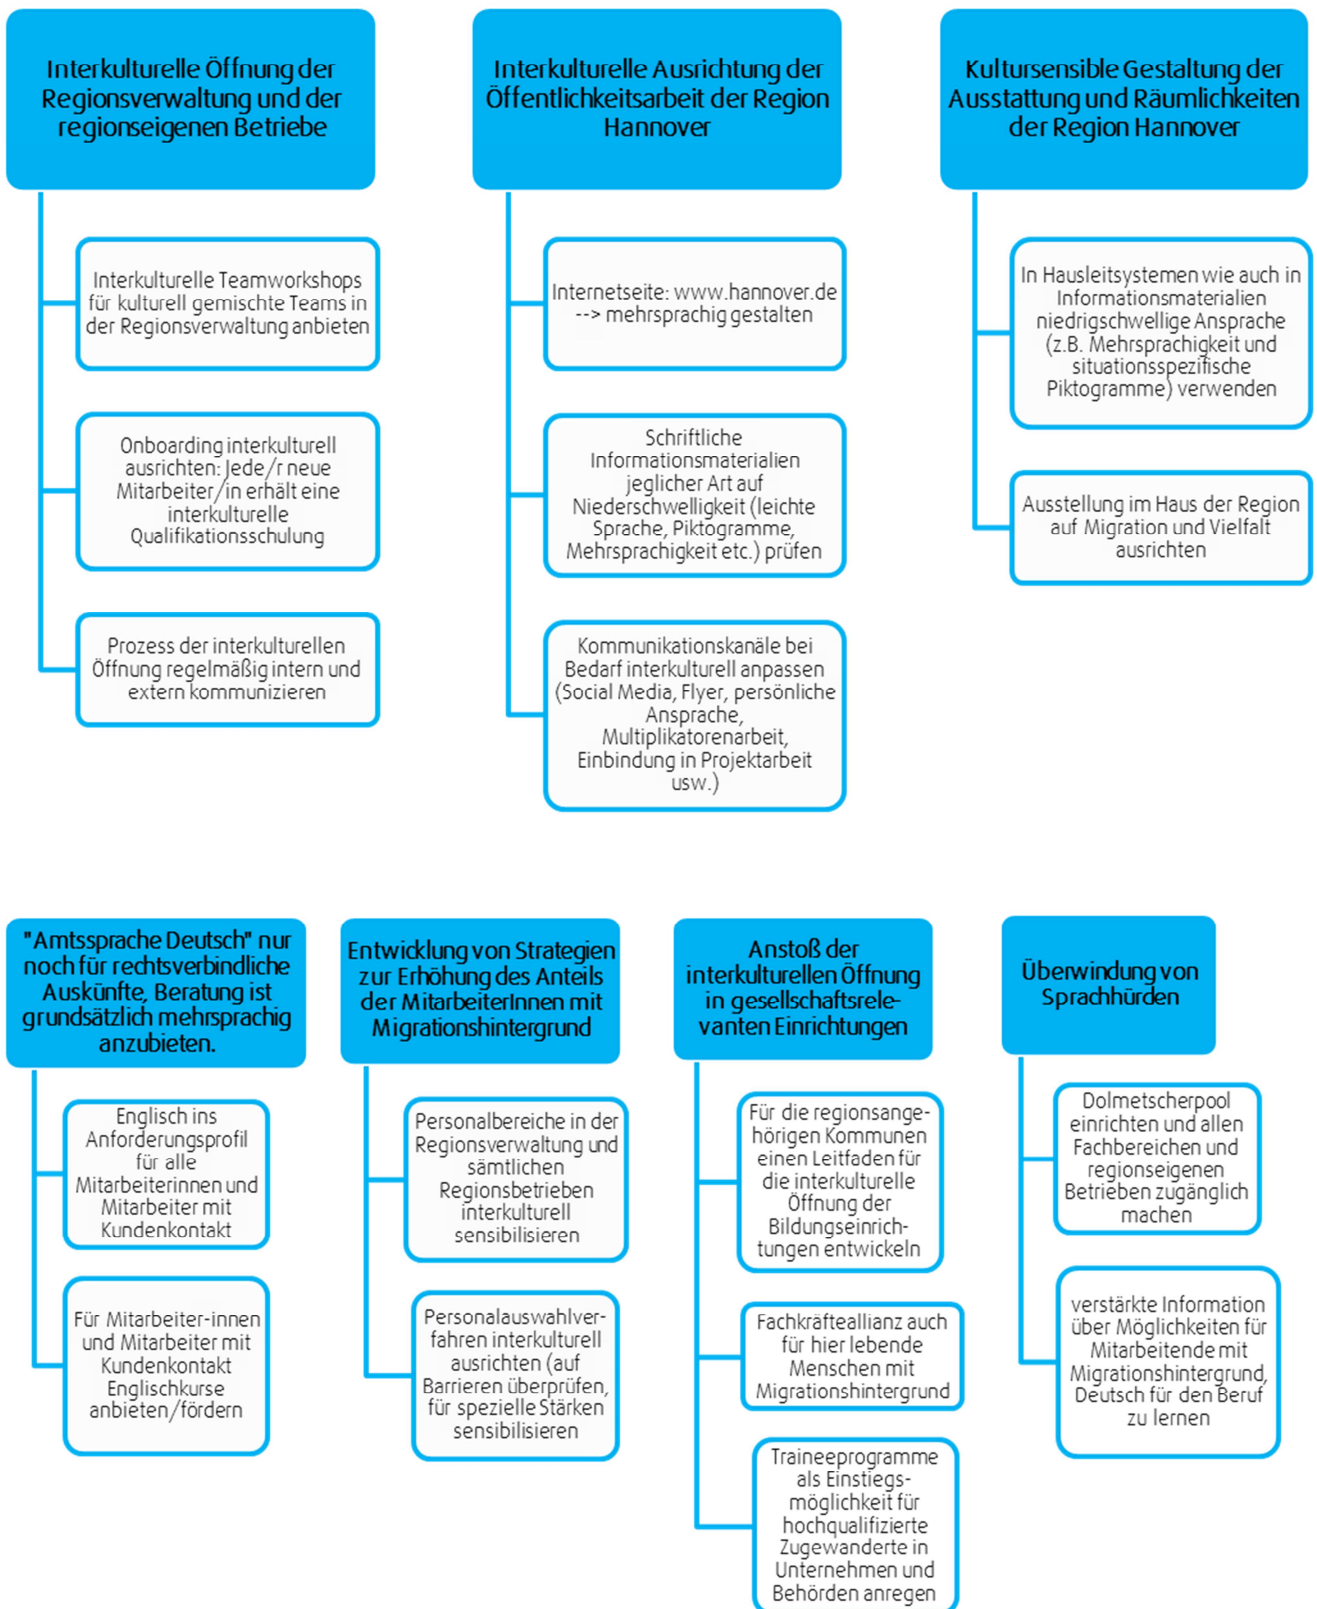 Interkulturelle Öffnung der
Regionsverwaltung und der
regionseigenen Betriebe
Interkulturelle Teamworkshops
für kulturell gemischte Teams in
der Regionsverwaltung anbieten
Onboarding interkulturell
ausrichten: Jede/r neue
Mitarbeiter/in erhält eine
interkulturelle
Qualifikationsschulung
Prozess der interkulturellen
Öffnung regelmäßig intern und
extern kommunizieren
Interkulturelle Ausrichtung der
Öffentlichkeitsarbeit der Region
Hannover
Internetseite: www.hannover.de
--> mehrsprachig gestalten
Schriftliche
Informationsmaterialien
jeglicher Art auf
Niederschwelligkeit (leichte
Sprache, Piktogramme,
Mehrsprachigkeit etc.) prüfen
Kommunikationskanäle bei
Bedarf interkulturell anpassen
(Social Media, Flyer, persönliche
Ansprache,
Multiplikatorenarbeit,
Einbindung in Projektarbeit
usw.)
Kultursensible Gestaltung der
Ausstattung und Räumlichkeiten
der Region Hannover
In Hausleitsystemen wie auch in
Informationsmaterialien
niedrigschwellige Ansprache
(z.B. Mehrsprachigkeit und
situationsspezifische
Piktogramme) verwenden
Ausstellung im Haus der Region
auf Migration und Vielfalt
ausrichten
"Amtssprache Deutsch" nur
noch für rechtsverbindliche
Auskünfte, Beratung ist
grundsätzlich mehrsprachig
anzubieten.
Englisch ins
Anforderungsprofil
für alle
Mitarbeiterinnen und
Mitarbeiter mit
Kundenkontakt
Für Mitarbeiter-innen
und Mitarbeiter mit
Kundenkontakt
Englischkurse
anbieten/fördern
Entwicklung von Strategien
zur Erhöhung des Anteils
der MitarbeiterInnen mit
Migrationshintergrund
Personalbereiche in der
Regionsverwaltung und
sämtlichen
Regionsbetrieben
interkulturell
sensibilisieren
Personalauswahlver-
fahren interkulturell
ausrichten (auf
Barrieren überprüfen,
für spezielle Stärken
sensibilisieren
Anstoß der
interkulturellen Öffnung
in gesellschaftsrele-
vanten Einrichtungen
Für die regionsange-
hörigen Kommunen
einen Leitfaden für
die interkulturelle
Öffnung der
Bildungseinrich-
tungen entwickeln
Fachkräfteallianz auch
für hier lebende
Menschen mit
Migrationshintergrund
Traineeprogramme
als Einstiegs-
möglichkeit für
hochqualifizierte
Zugewanderte in
Unternehmen und
Behörden anregen
Überwindung von
Sprachhürden
Dolmetscherpool
einrichten und allen
Fachbereichen und
regionseigenen
Betrieben zugänglich
machen
verstärkte Information
über Möglichkeiten für
Mitarbeitende mit
Migrationshintergrund,
Deutsch für den Beruf
zu lernen